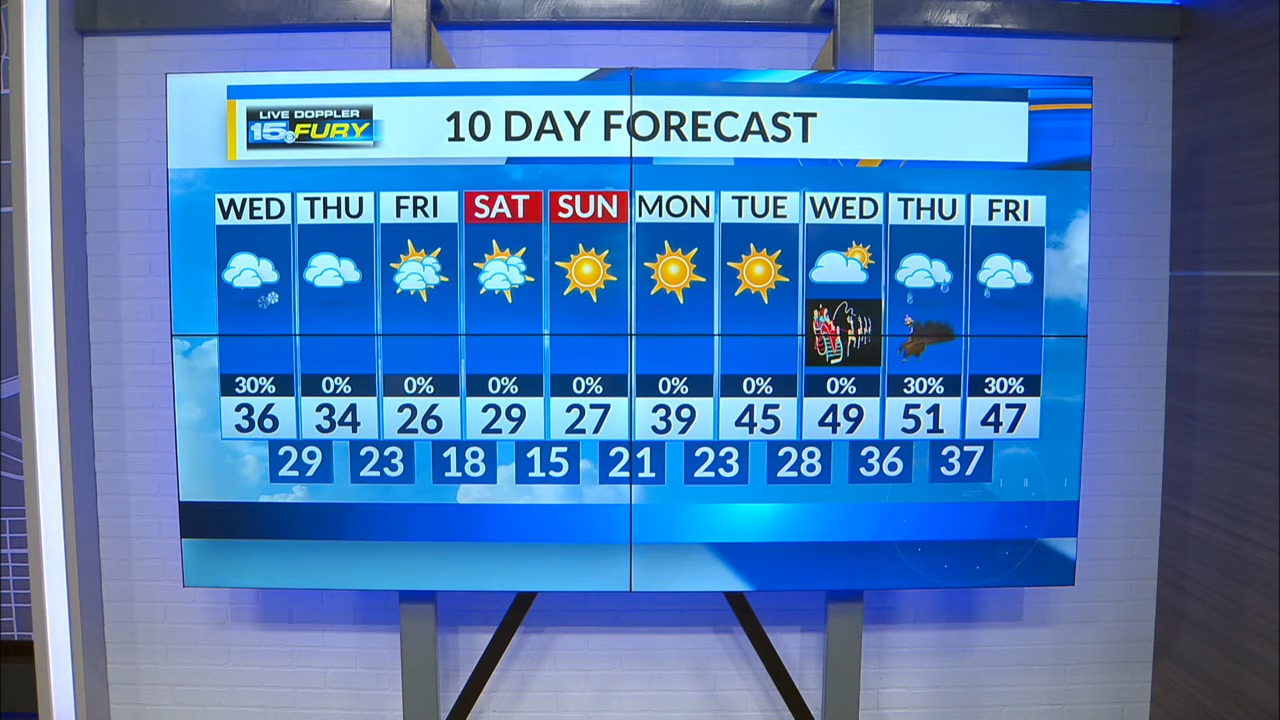 LIVE DOPPLER
15 FURY
10 DAY FORECAST
WED THU FRI SAT SUN MON TUE WED THU FRI
30% 0% 0% 0% 0% 0% 0% 0% 30% 30%
36 34 26 29 27 39 45 49 51 47
29 23 18 15 21 23 28 36 37